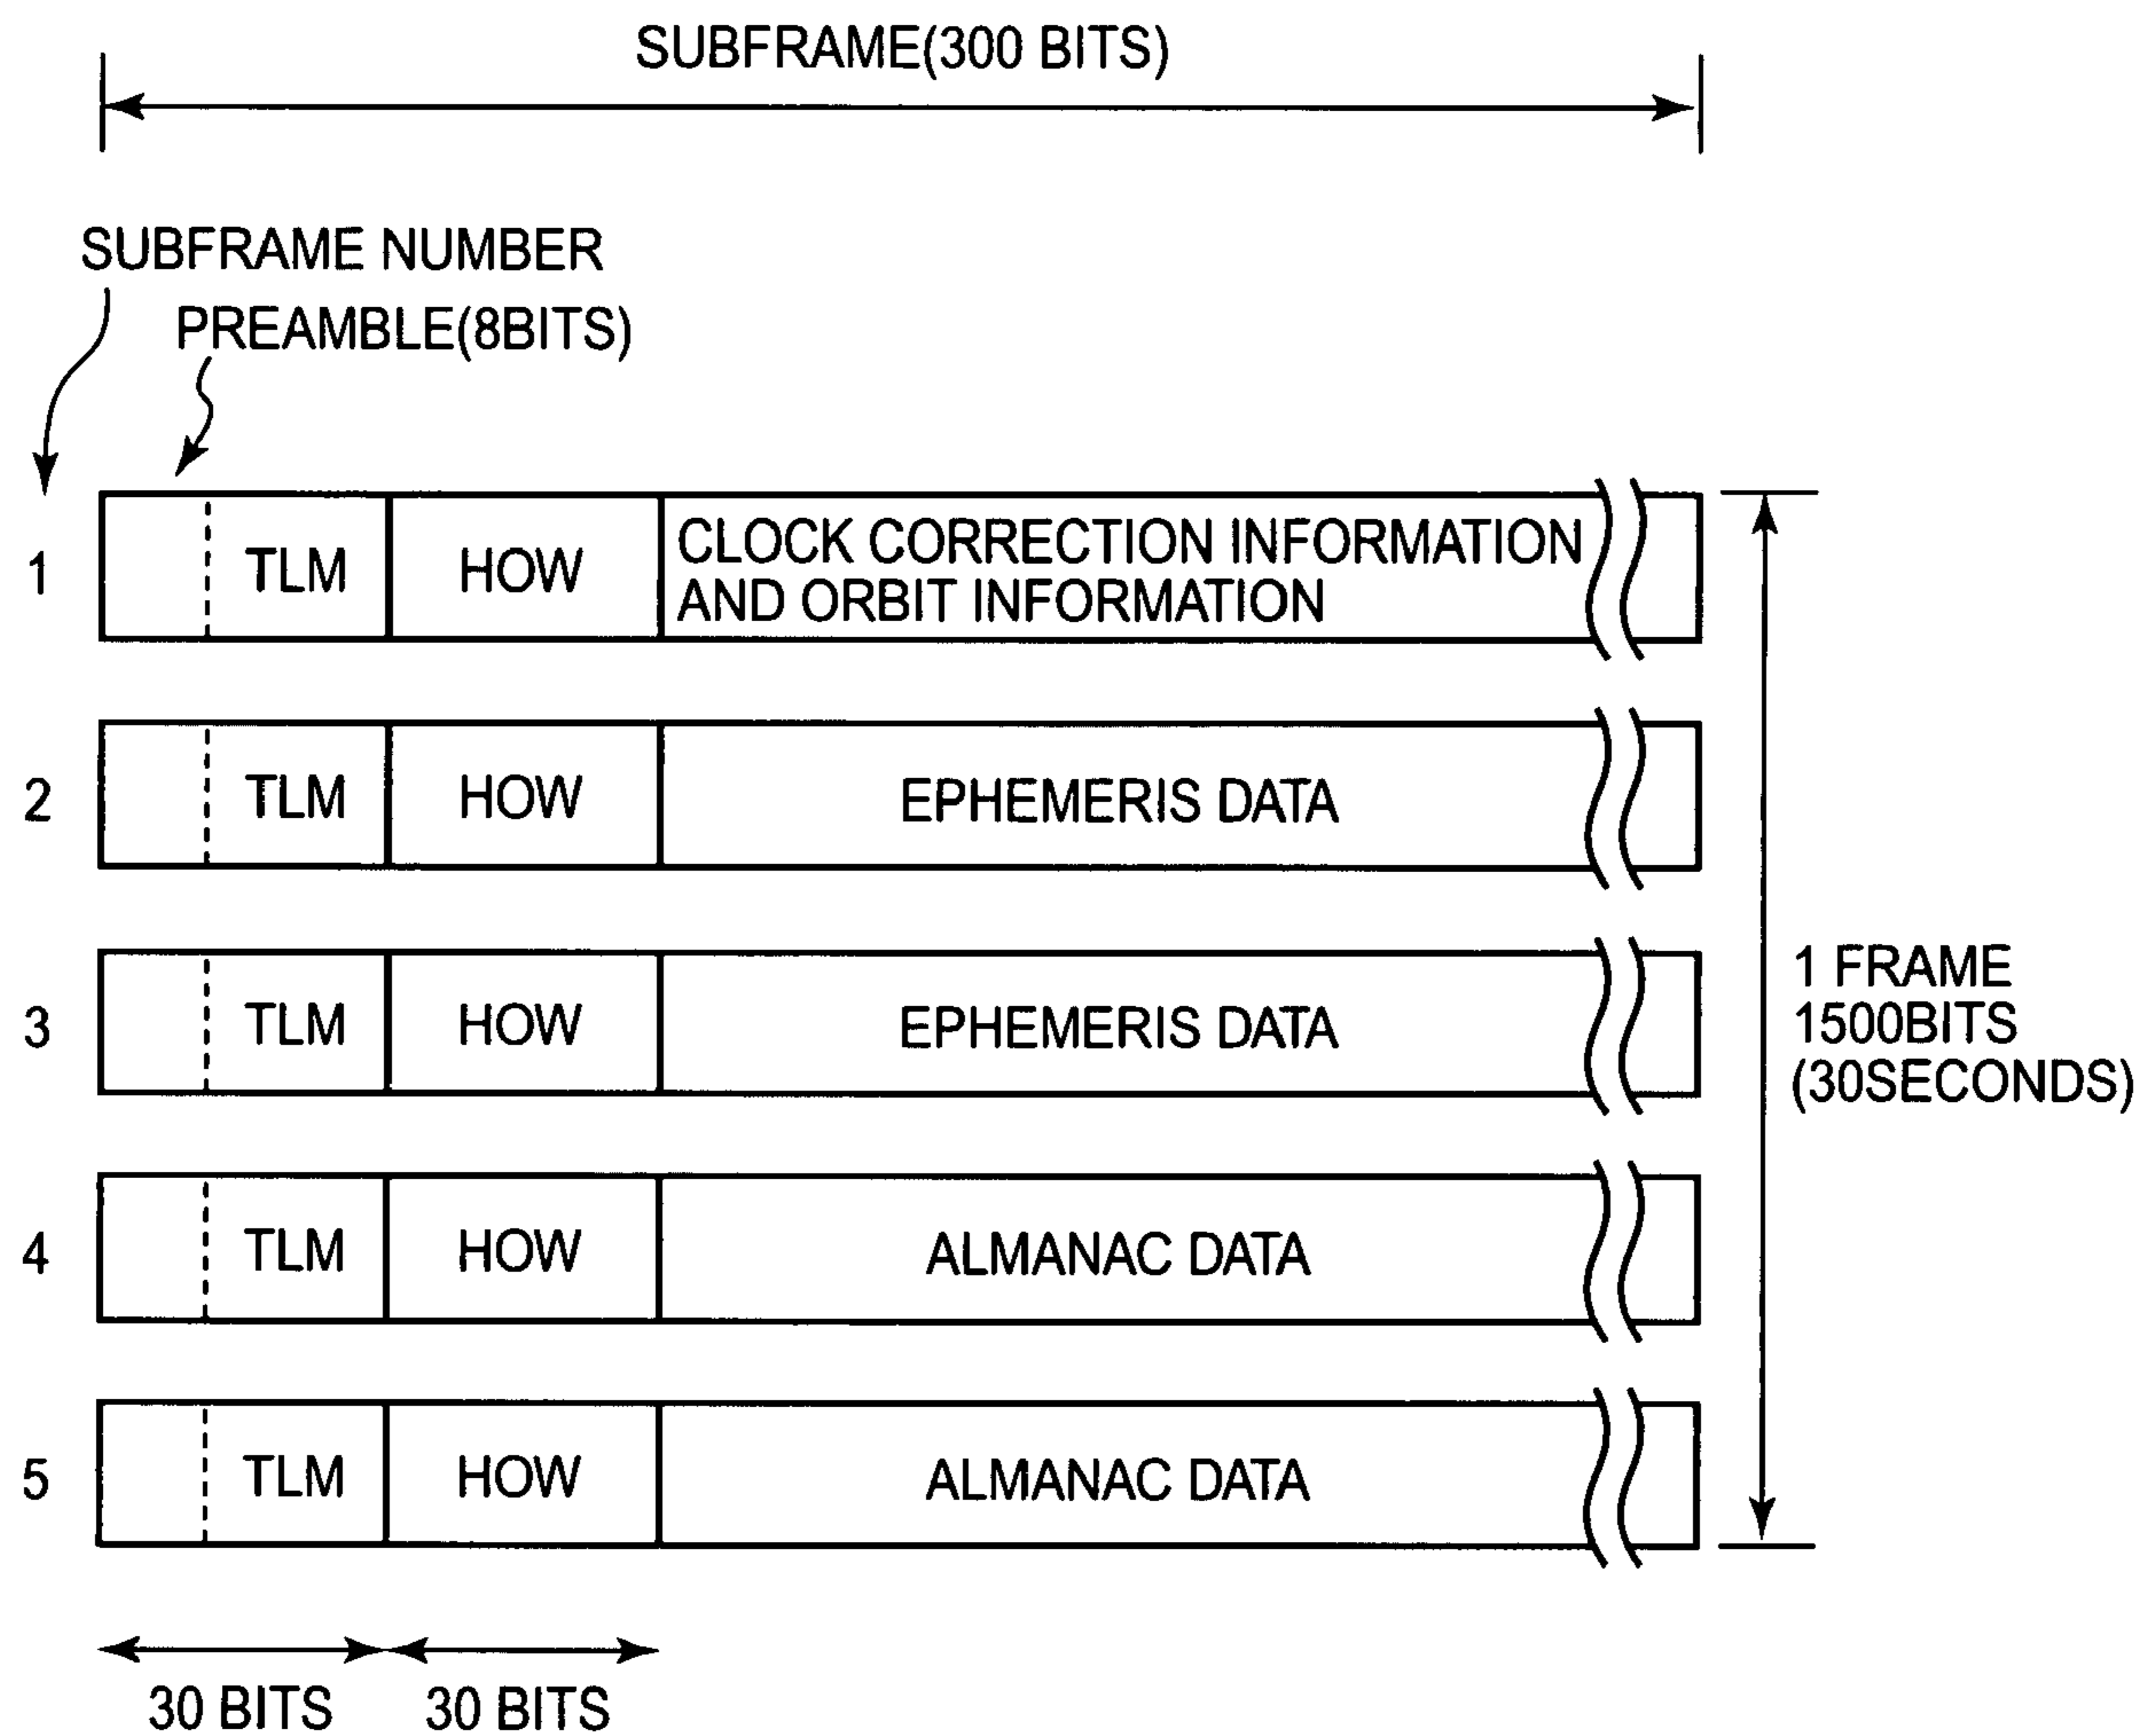 SUBFRAME(300 BITS)
SUBFRAME NUMBER
PREAMBLE(8BITS)
1 TLM HOW CLOCK CORRECTION INFORMATION
AND ORBIT INFORMATION
2 TLM HOW EPHEMERIS DATA
3 TLM HOW EPHEMERIS DATA
1 FRAME
1500BITS
(30SECONDS)
4 TLM HOW ALMANAC DATA
5 TLM HOW ALMANAC DATA
30 BITS 30 BITS